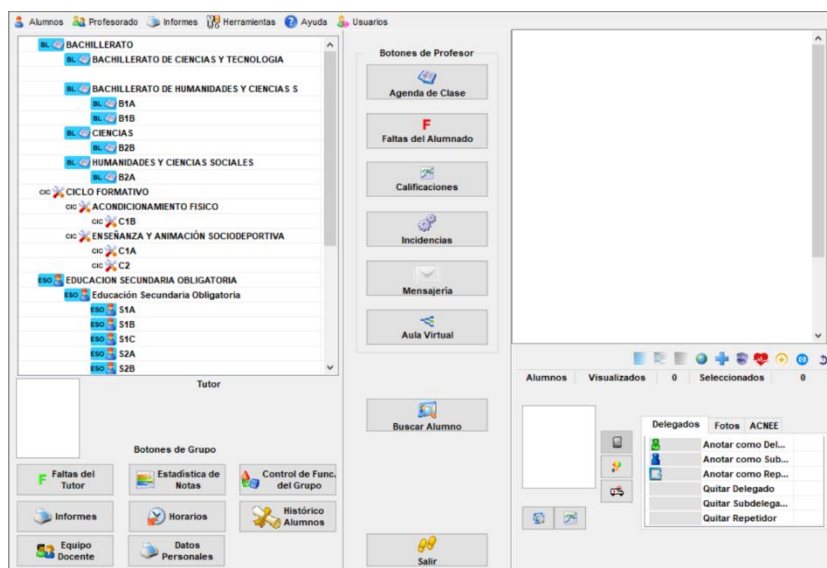 Alumnos Profesorado Informes Herramientas Ayuda Usuarios
BL BACHILLERATO
BL BACHILLERATO DE CIENCIAS Y TECNOLOGIA
BL BACHILLERATO DE HUMANIDADES Y CIENCIAS S
BL B1A
BL B1B
BL CIENCIAS
BL B2B
BL HUMANIDADES Y CIENCIAS SOCIALES
BL B2A
CIC CICLO FORMATIVO
CIC ACONDICIONAMIENTO FISICO
CIC C1B
CIC ENSEÑANZA Y ANIMACIÓN SOCIODEPORTIVA
CIC C1A
CIC C2
ESO EDUCACION SECUNDARIA OBLIGATORIA
ESO Educación Secundaria Obligatoria
ESO S1A
ESO S1B
ESO S1C
ESO S2A
ESO S2B
Tutor
Botones de Grupo
F Faltas del
Tutor
Estadística de
Notas
Control de Func.
del Grupo
Informes
Horarios
Histórico
Alumnos
Equipo
Docente
Datos
Personales
Botones de Profesor
Agenda de Clase
F
Faltas del Alumnado
Calificaciones
Incidencias
Mensajería
Aula Virtual
Buscar Alumno
Salir
Alumnos Visualizados 0 Seleccionados 0
Delegados Fotos ACNEE
Anotar como Del...
Anotar como Sub...
Anotar como Rep...
Quitar Delegado
Quitar Subdelega...
Quitar Repetidor